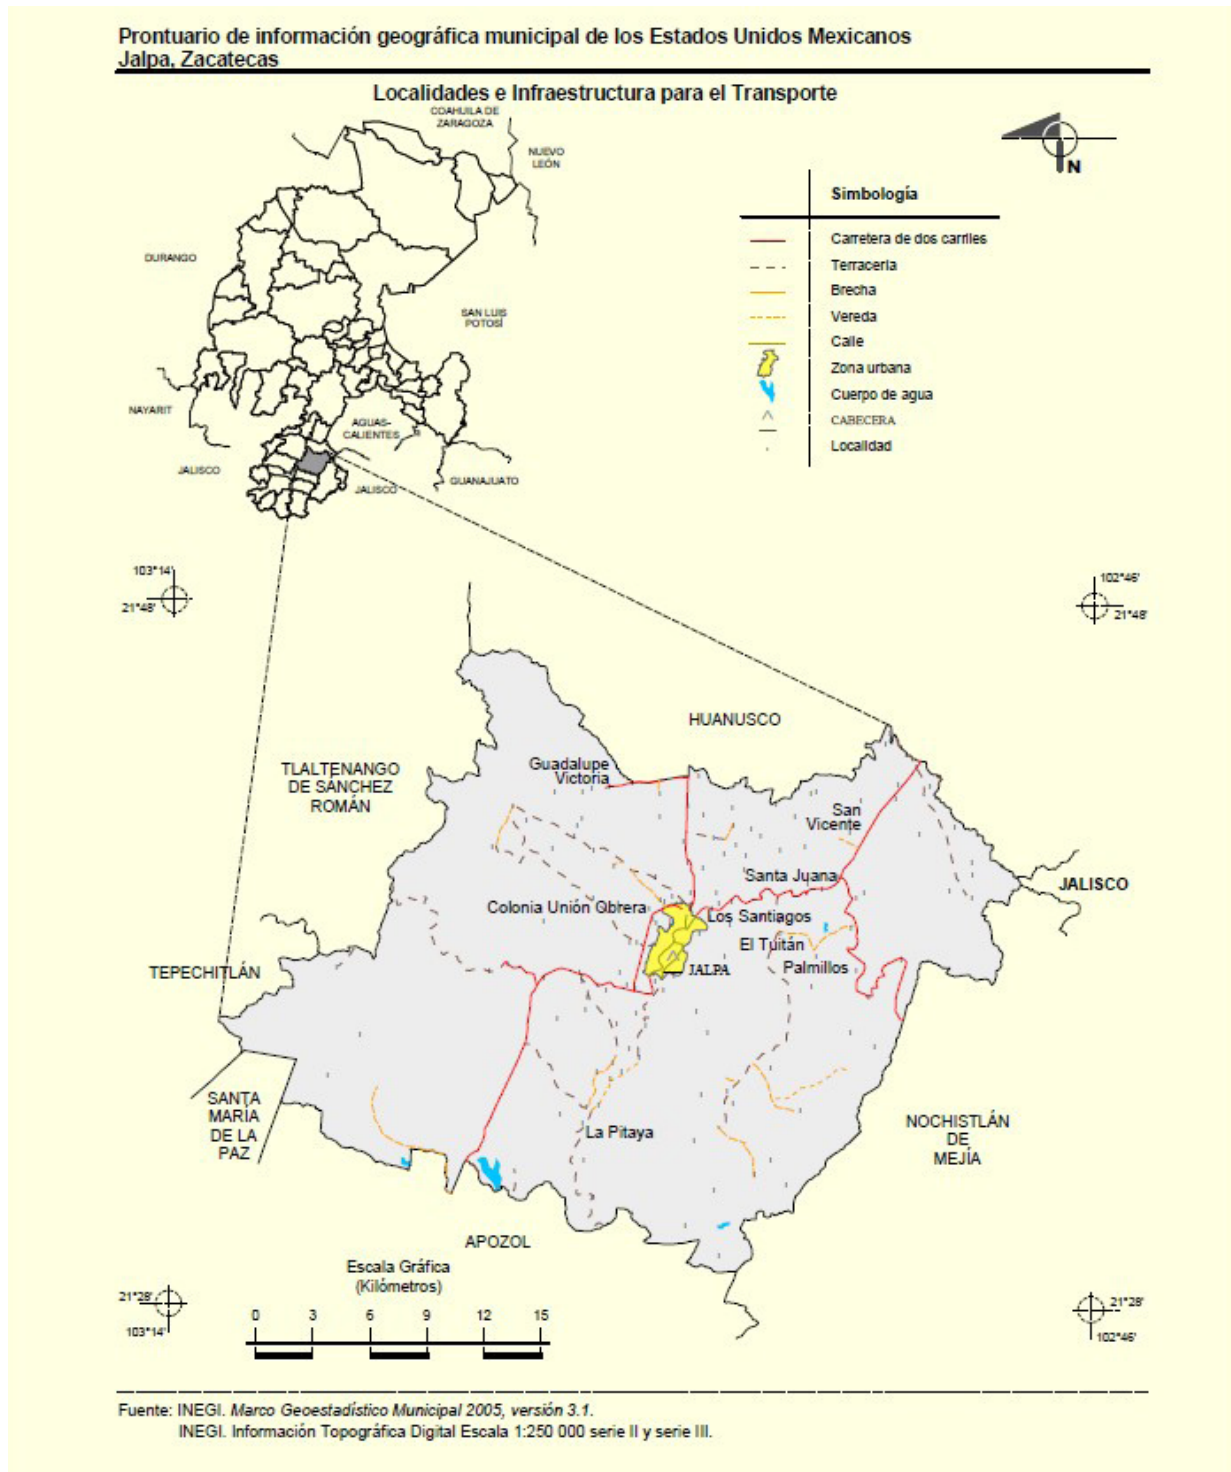 Prontuario de información geográfica municipal de los Estados Unidos Mexicanos
Jalpa, Zacatecas
Localidades e Infraestructura para el Transporte
COAHUILA DE
ZARAGOZA
NUEVO
LEÓN
DURANGO
SAN LUIS
POTOSÍ
NAYARIT
AGUAS-
CALIENTES
JALISCO
JALISCO
GUANAJUATO
N
Simbología
Carretera de dos carriles
Terracería
Brecha
Vereda
Calle
Zona urbana
Cuerpo de agua
CABECERA
Localidad
103°14'
21°48'
102°46'
21°48'
HUANUSCO
TLALTENANGO
DE SÁNCHEZ
ROMÁN
Guadalupe
Victoria
San
Vicente
Santa Juana
JALISCO
Colonia Unión Obrera
Los Santiagos
El Tuitán
TEPECHITLÁN
JALPA
Palmillos
SANTA
MARÍA
DE LA
PAZ
La Pitaya
NOCHISTLÁN
DE
MEJÍA
APOZOL
Escala Gráfica
(Kilómetros)
0 3 6 9 12 15
21°28'
103°14'
21°28'
102°46'
Fuente: INEGI. Marco Geoestadístico Municipal 2005, versión 3.1.
INEGI. Información Topográfica Digital Escala 1:250 000 serie II y serie III.